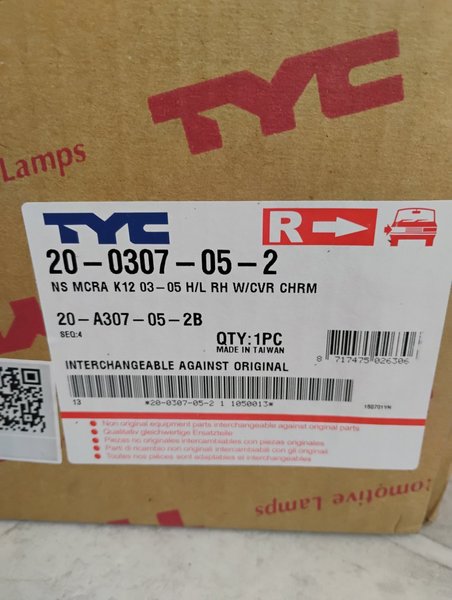 TYC
Lamps
TYC
R
20-0307-05-2
NS MCRA K12 03-05 H/L RH W/CVR CHRM
20-A307-05-2B
SEQ:4
QTY:1PC
MADE IN TAIWAN
8 717475 026306
INTERCHANGEABLE AGAINST ORIGINAL
13
*20-0307-05-2 1 1050013*
180701YN
Non original equipment parts interchangeable against original parts
Qualitativ gleichwertige Ersatzteile
Piezas no originales intercambiables con piezas originales
Parti di ricambio non originali intercambiabili con gli originali
Toutes nos pièces sont adaptables et interchangeables
omotive Lamps